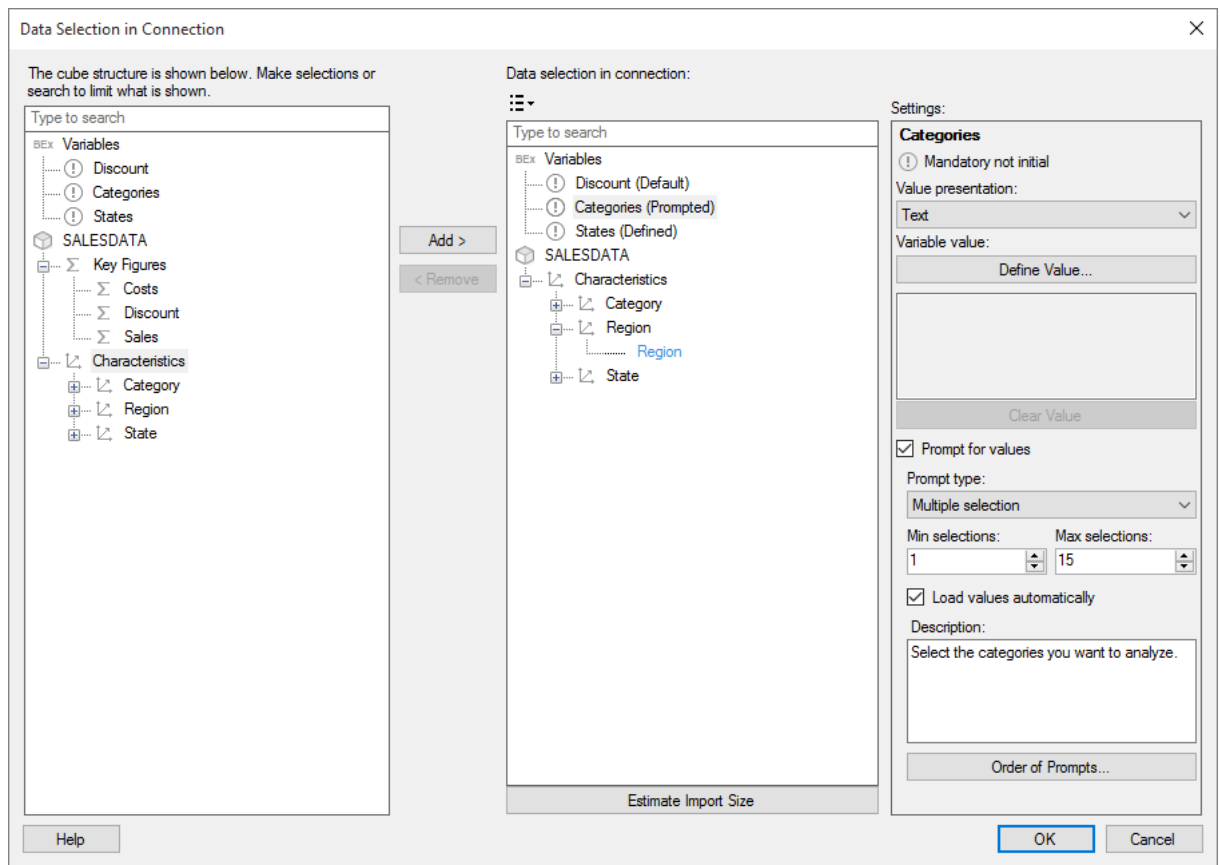 Data Selection in Connection
The cube structure is shown below. Make selections or
search to limit what is shown.
Type to search
BEx Variables
Discount
Categories
States
SALESDATA
Key Figures
Costs
Discount
Sales
Characteristics
Category
Region
State
Add >
< Remove
Data selection in connection:
Type to search
BEx Variables
Discount (Default)
Categories (Prompted)
States (Defined)
SALESDATA
Characteristics
Category
Region
Region
State
Estimate Import Size
Settings:
Categories
Mandatory not initial
Value presentation:
Text
Variable value:
Define Value...
Clear Value
Prompt for values
Prompt type:
Multiple selection
Min selections: Max selections:
1 15
Load values automatically
Description:
Select the categories you want to analyze.
Order of Prompts...
Help
OK
Cancel